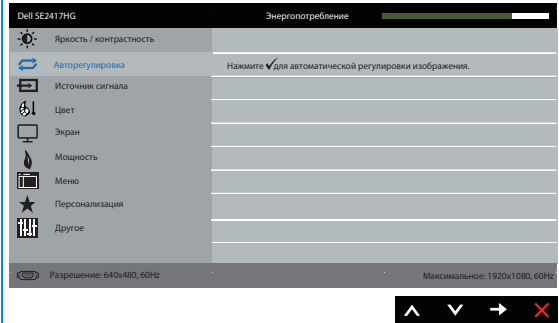 Dell SE2417HG Энергопотребление
Яркость / контрастность
Авторегулировка Нажмите ✓для автоматической регулировки изображения.
Источник сигнала
Цвет
Экран
Мощность
Меню
Персонализация
Другое
Разрешение: 640x480, 60Hz Максимальное: 1920x1080, 60Hz